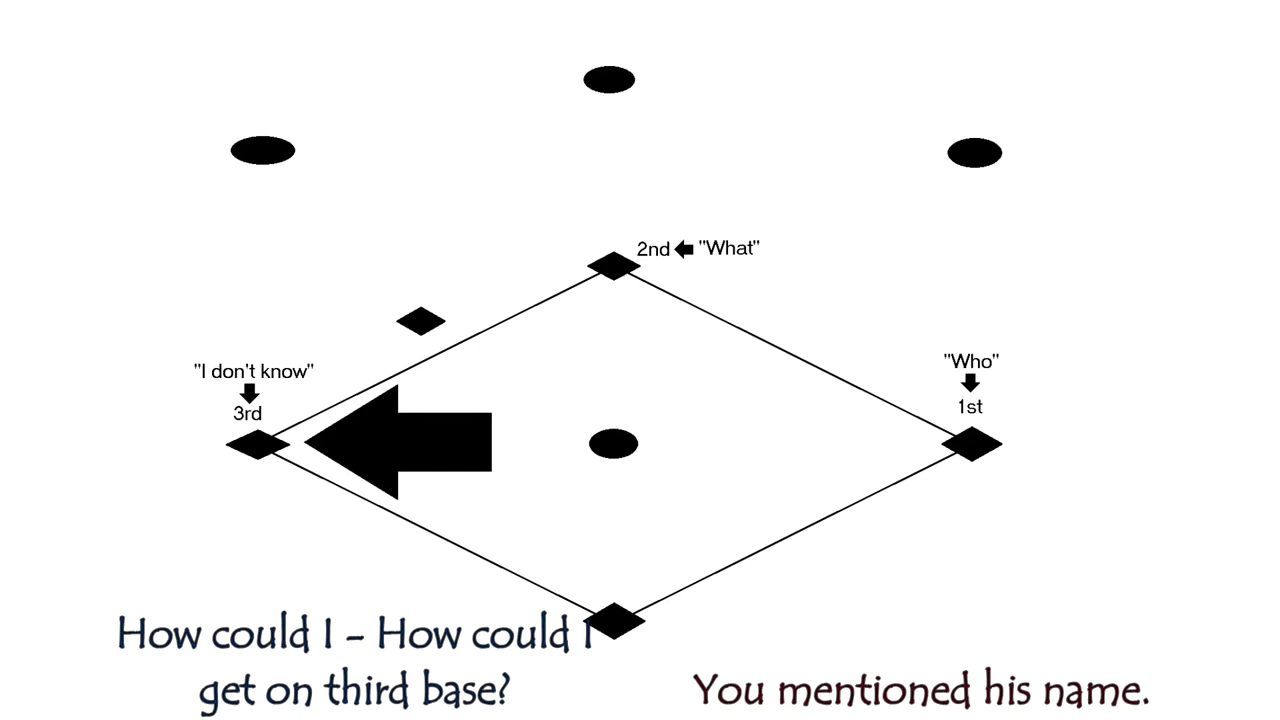 2nd "What"
"Who"
1st
"I don't know"
3rd
How could I - How could I
get on third base?
You mentioned his name.